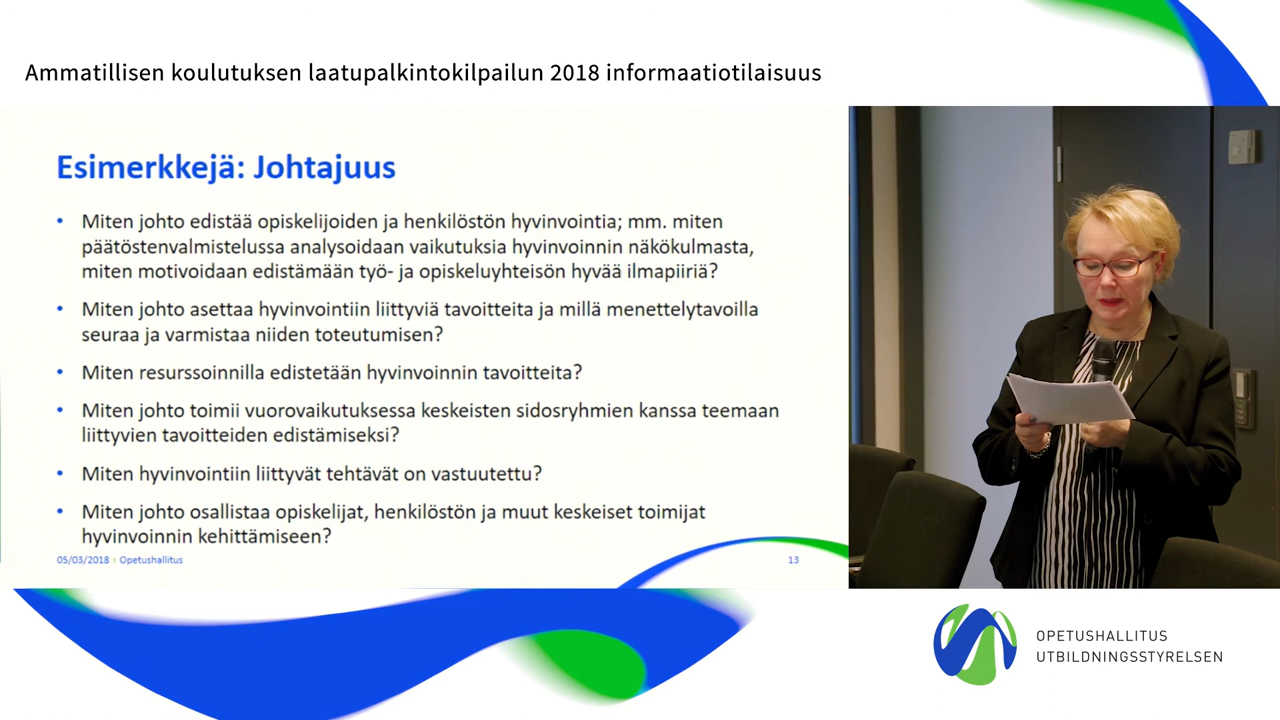 Ammatillisen koulutuksen laatupalkintokilpailun 2018 informaatiotilaisuus
Esimerkkejä: Johtajuus
• Miten johto edistää opiskelijoiden ja henkilöstön hyvinvointia; mm. miten
päätöstenvalmistelussa analysoidaan vaikutuksia hyvinvoinnin näkökulmasta,
miten motivoidaan edistämään työ- ja opiskeluyhteisön hyvää ilmapiiriä?
• Miten johto asettaa hyvinvointiin liittyviä tavoitteita ja millä menettelytavoilla
seuraa ja varmistaa niiden toteutumisen?
• Miten resurssoinnilla edistetään hyvinvoinnin tavoitteita?
• Miten johto toimii vuorovaikutuksessa keskeisten sidosryhmien kanssa teemaan
liittyvien tavoitteiden edistämiseksi?
• Miten hyvinvointiin liittyvät tehtävät on vastuutettu?
• Miten johto osallistaa opiskelijat, henkilöstön ja muut keskeiset toimijat
hyvinvoinnin kehittämiseen?
05/03/2018 | Opetushallitus 13
OPETUSHALLITUS
UTBILDNINGSSTYRELSEN